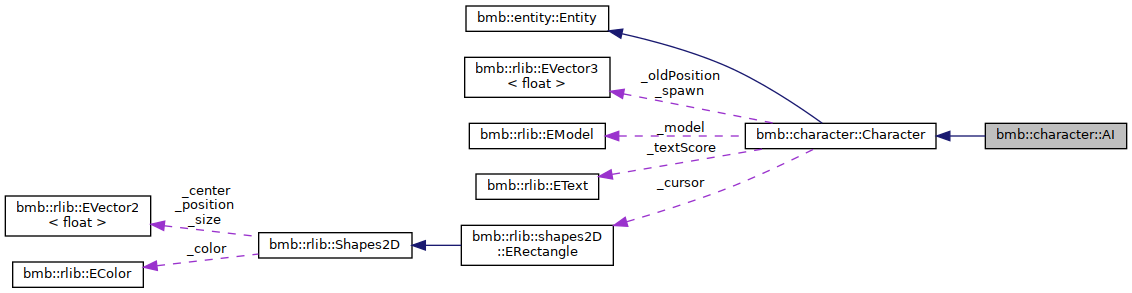 bmb::entity::Entity
bmb::rlib::EVector3
< float >
_oldPosition
_spawn
bmb::rlib::EModel
_model
bmb::character::Character
bmb::character::AI
_textScore
bmb::rlib::EText
_cursor
_center
_position
_size
bmb::rlib::EVector2
< float >
bmb::rlib::shapes2D
::ERectangle
bmb::rlib::Shapes2D
_color
bmb::rlib::EColor